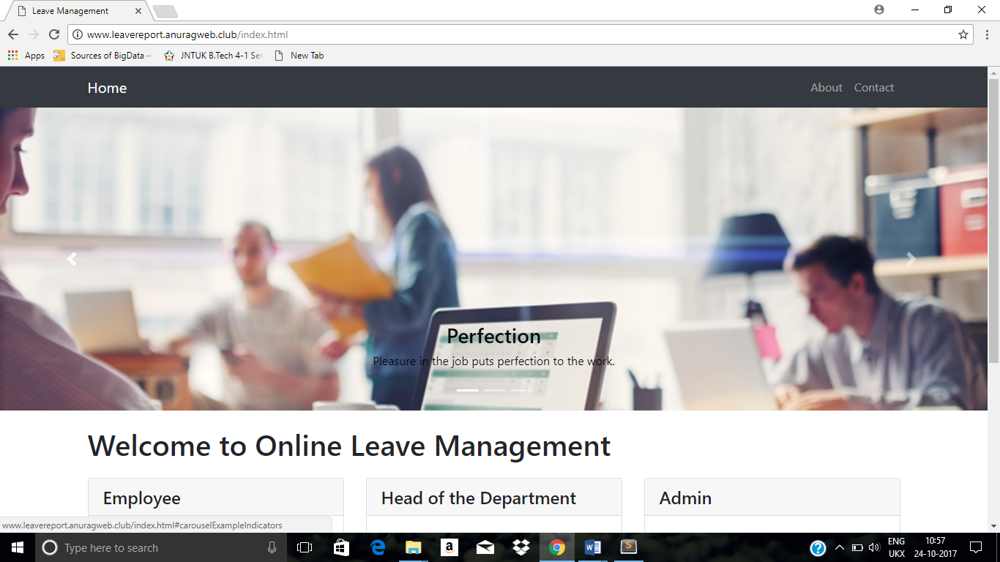 Leave Management
www.leavereport.anuragweb.club/index.html
Apps Sources of BigData – JNTUK B.Tech 4-1 Ser New Tab
Home About Contact
Perfection
Pleasure in the job puts perfection to the work.
Welcome to Online Leave Management
Employee Head of the Department Admin
www.leavereport.anuragweb.club/index.html#carouselExampleIndicators
Type here to search
ENG 10:57
UKX 24-10-2017